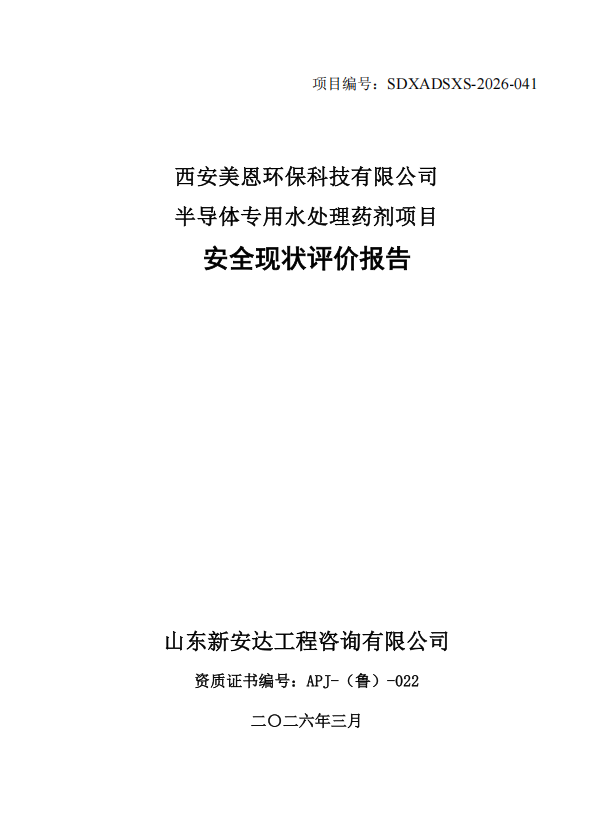 项目编号：SDXADSXS-2026-041
西安美恩环保科技有限公司
半导体专用水处理药剂项目
安全现状评价报告
山东新安达工程咨询有限公司
资质证书编号：APJ-（鲁）-022
二〇二六年三月